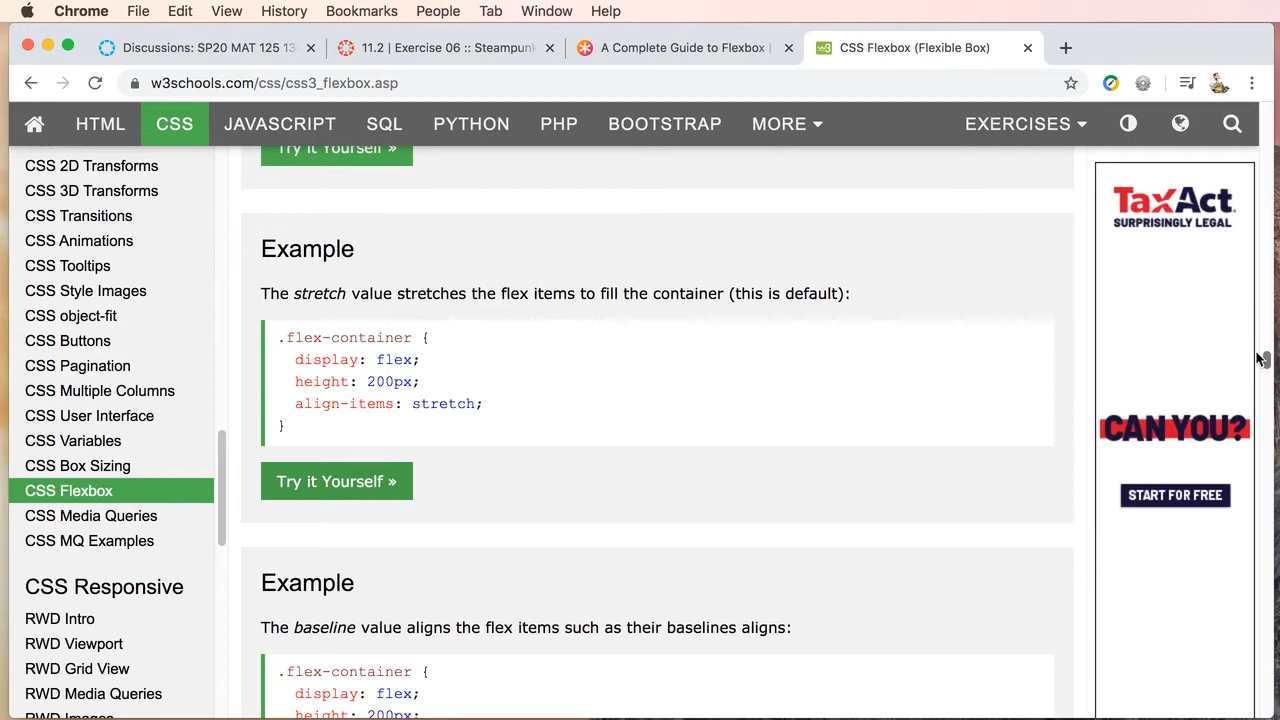 Chrome File Edit View History Bookmarks People Tab Window Help
Discussions: SP20 MAT 125 13
11.2 | Exercise 06 :: Steampunk
A Complete Guide to Flexbox |
CSS Flexbox (Flexible Box)
w3schools.com/css/css3_flexbox.asp
HTML CSS JAVASCRIPT SQL PYTHON PHP BOOTSTRAP MORE EXERCISES
CSS 2D Transforms
CSS 3D Transforms
CSS Transitions
CSS Animations
CSS Tooltips
CSS Style Images
CSS object-fit
CSS Buttons
CSS Pagination
CSS Multiple Columns
CSS User Interface
CSS Variables
CSS Box Sizing
CSS Flexbox
CSS Media Queries
CSS MQ Examples
CSS Responsive
RWD Intro
RWD Viewport
RWD Grid View
RWD Media Queries
RWD Images
Try it Yourself »
Example
The stretch value stretches the flex items to fill the container (this is default):
.flex-container {
display: flex;
height: 200px;
align-items: stretch;
}
Try it Yourself »
Example
The baseline value aligns the flex items such as their baselines aligns:
.flex-container {
display: flex;
height: 200px;
TaxAct.
SURPRISINGLY LEGAL
CAN YOU?
START FOR FREE